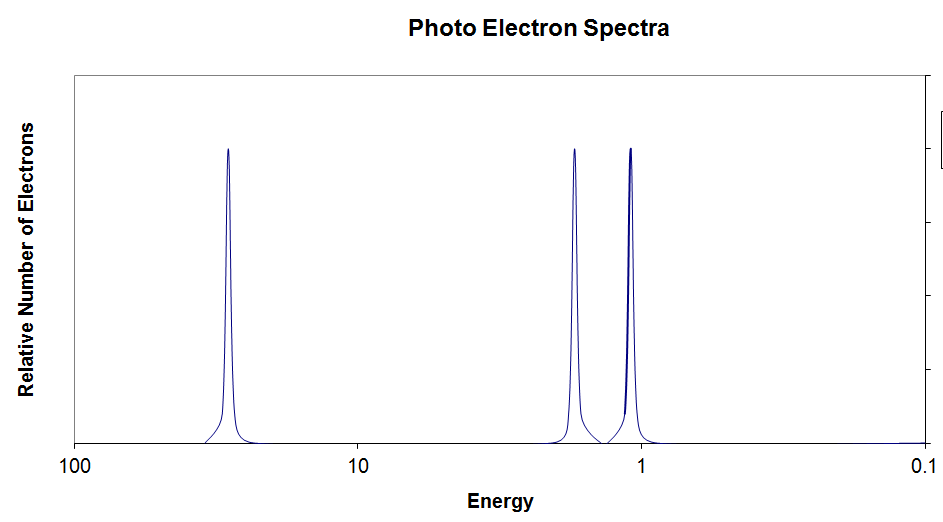 Photo Electron Spectra
Relative Number of Electrons
100
10
1
0.1
Energy